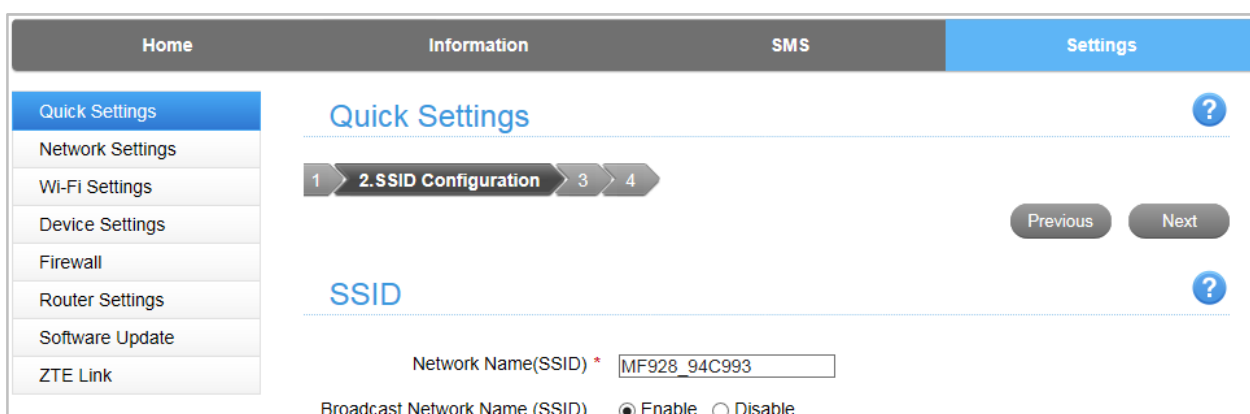 Home Information SMS Settings
Quick Settings
Network Settings
Wi-Fi Settings
Device Settings
Firewall
Router Settings
Software Update
ZTE Link
Quick Settings ?
1 2.SSID Configuration 3 4
Previous Next
SSID ?
Network Name(SSID) * MF928_94C993
Broadcast Network Name (SSID) Enable Disable